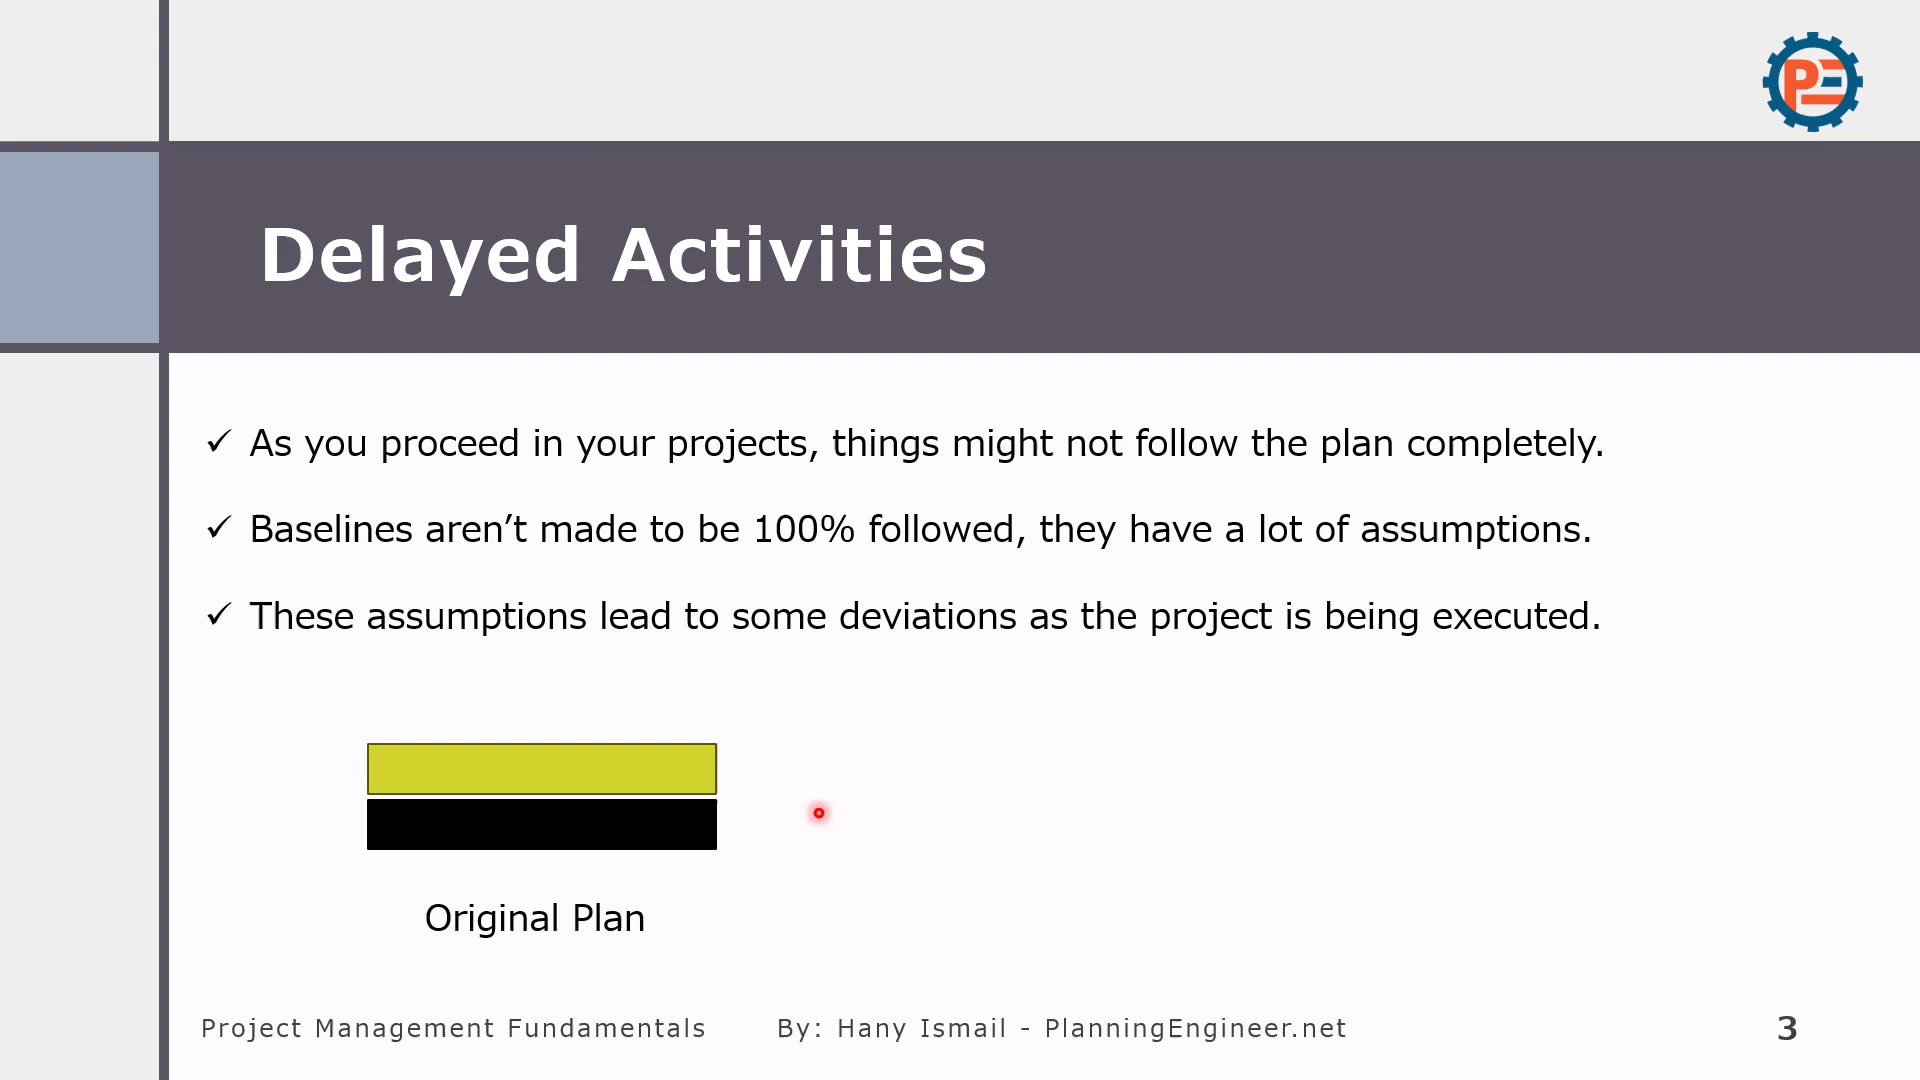 PE
Delayed Activities
✓ As you proceed in your projects, things might not follow the plan completely.
✓ Baselines aren’t made to be 100% followed, they have a lot of assumptions.
✓ These assumptions lead to some deviations as the project is being executed.
Original Plan
Project Management Fundamentals By: Hany Ismail - PlanningEngineer.net 3